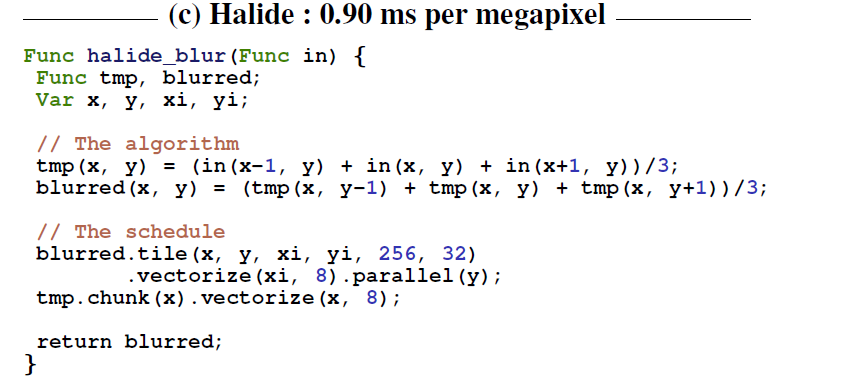 (c) Halide : 0.90 ms per megapixel
Func halide_blur(Func in) {
 Func tmp, blurred;
 Var x, y, xi, yi;

 // The algorithm
 tmp(x, y) = (in(x-1, y) + in(x, y) + in(x+1, y))/3;
 blurred(x, y) = (tmp(x, y-1) + tmp(x, y) + tmp(x, y+1))/3;

 // The schedule
 blurred.tile(x, y, xi, yi, 256, 32)
        .vectorize(xi, 8).parallel(y);
 tmp.chunk(x).vectorize(x, 8);

 return blurred;
}